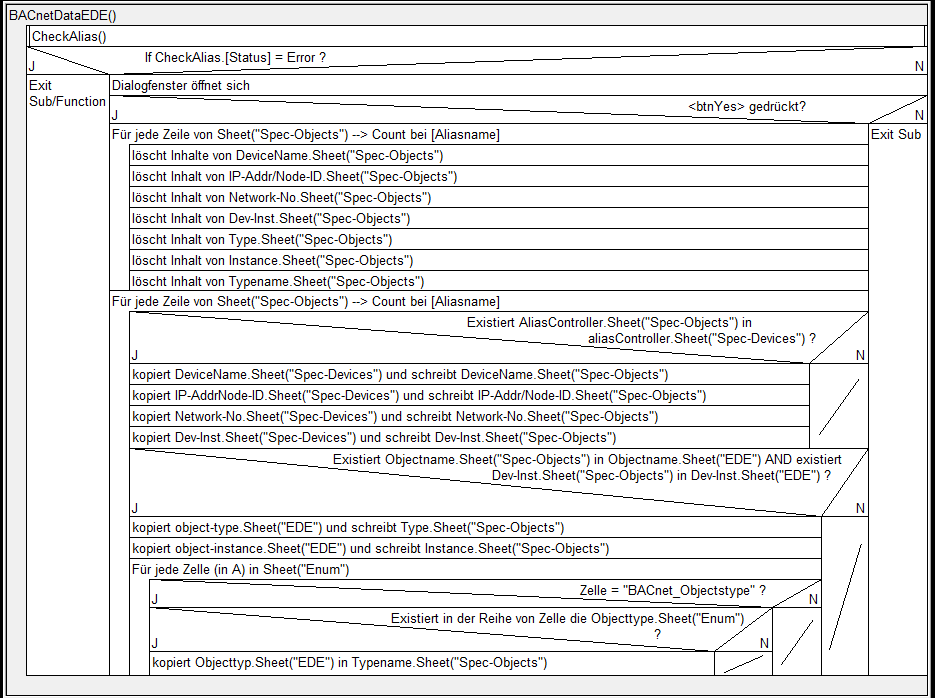 BACnetDataEDE()
CheckAlias()
If CheckAlias.[Status] = Error ?
J
N
Exit
Sub/Function
Dialogfenster öffnet sich
<btnYes> gedrückt?
J
N
Für jede Zeile von Sheet("Spec-Objects") --> Count bei [Aliasname]
Exit Sub
löscht Inhalte von DeviceName.Sheet("Spec-Objects")
löscht Inhalt von IP-Addr/Node-ID.Sheet("Spec-Objects")
löscht Inhalt von Network-No.Sheet("Spec-Objects")
löscht Inhalt von Dev-Inst.Sheet("Spec-Objects")
löscht Inhalt von Type.Sheet("Spec-Objects")
löscht Inhalt von Instance.Sheet("Spec-Objects")
löscht Inhalt von Typename.Sheet("Spec-Objects")
Für jede Zeile von Sheet("Spec-Objects") --> Count bei [Aliasname]
Existiert AliasController.Sheet("Spec-Objects") in
aliasController.Sheet("Spec-Devices") ?
J
N
kopiert DeviceName.Sheet("Spec-Devices") und schreibt DeviceName.Sheet("Spec-Objects")
kopiert IP-AddrNode-ID.Sheet("Spec-Devices") und schreibt IP-Addr/Node-ID.Sheet("Spec-Objects")
kopiert Network-No.Sheet("Spec-Devices") und schreibt Network-No.Sheet("Spec-Objects")
kopiert Dev-Inst.Sheet("Spec-Devices") und schreibt Dev-Inst.Sheet("Spec-Objects")
Existiert Objectname.Sheet("Spec-Objects") in Objectname.Sheet("EDE") AND existiert
Dev-Inst.Sheet("Spec-Objects") in Dev-Inst.Sheet("EDE") ?
J
N
kopiert object-type.Sheet("EDE") und schreibt Type.Sheet("Spec-Objects")
kopiert object-instance.Sheet("EDE") und schreibt Instance.Sheet("Spec-Objects")
Für jede Zelle (in A) in Sheet("Enum")
Zelle = "BACnet_Objectstype" ?
J
N
Existiert in der Reihe von Zelle die Objecttype.Sheet("Enum")
?
J
N
kopiert Objecttyp.Sheet("EDE") in Typename.Sheet("Spec-Objects")